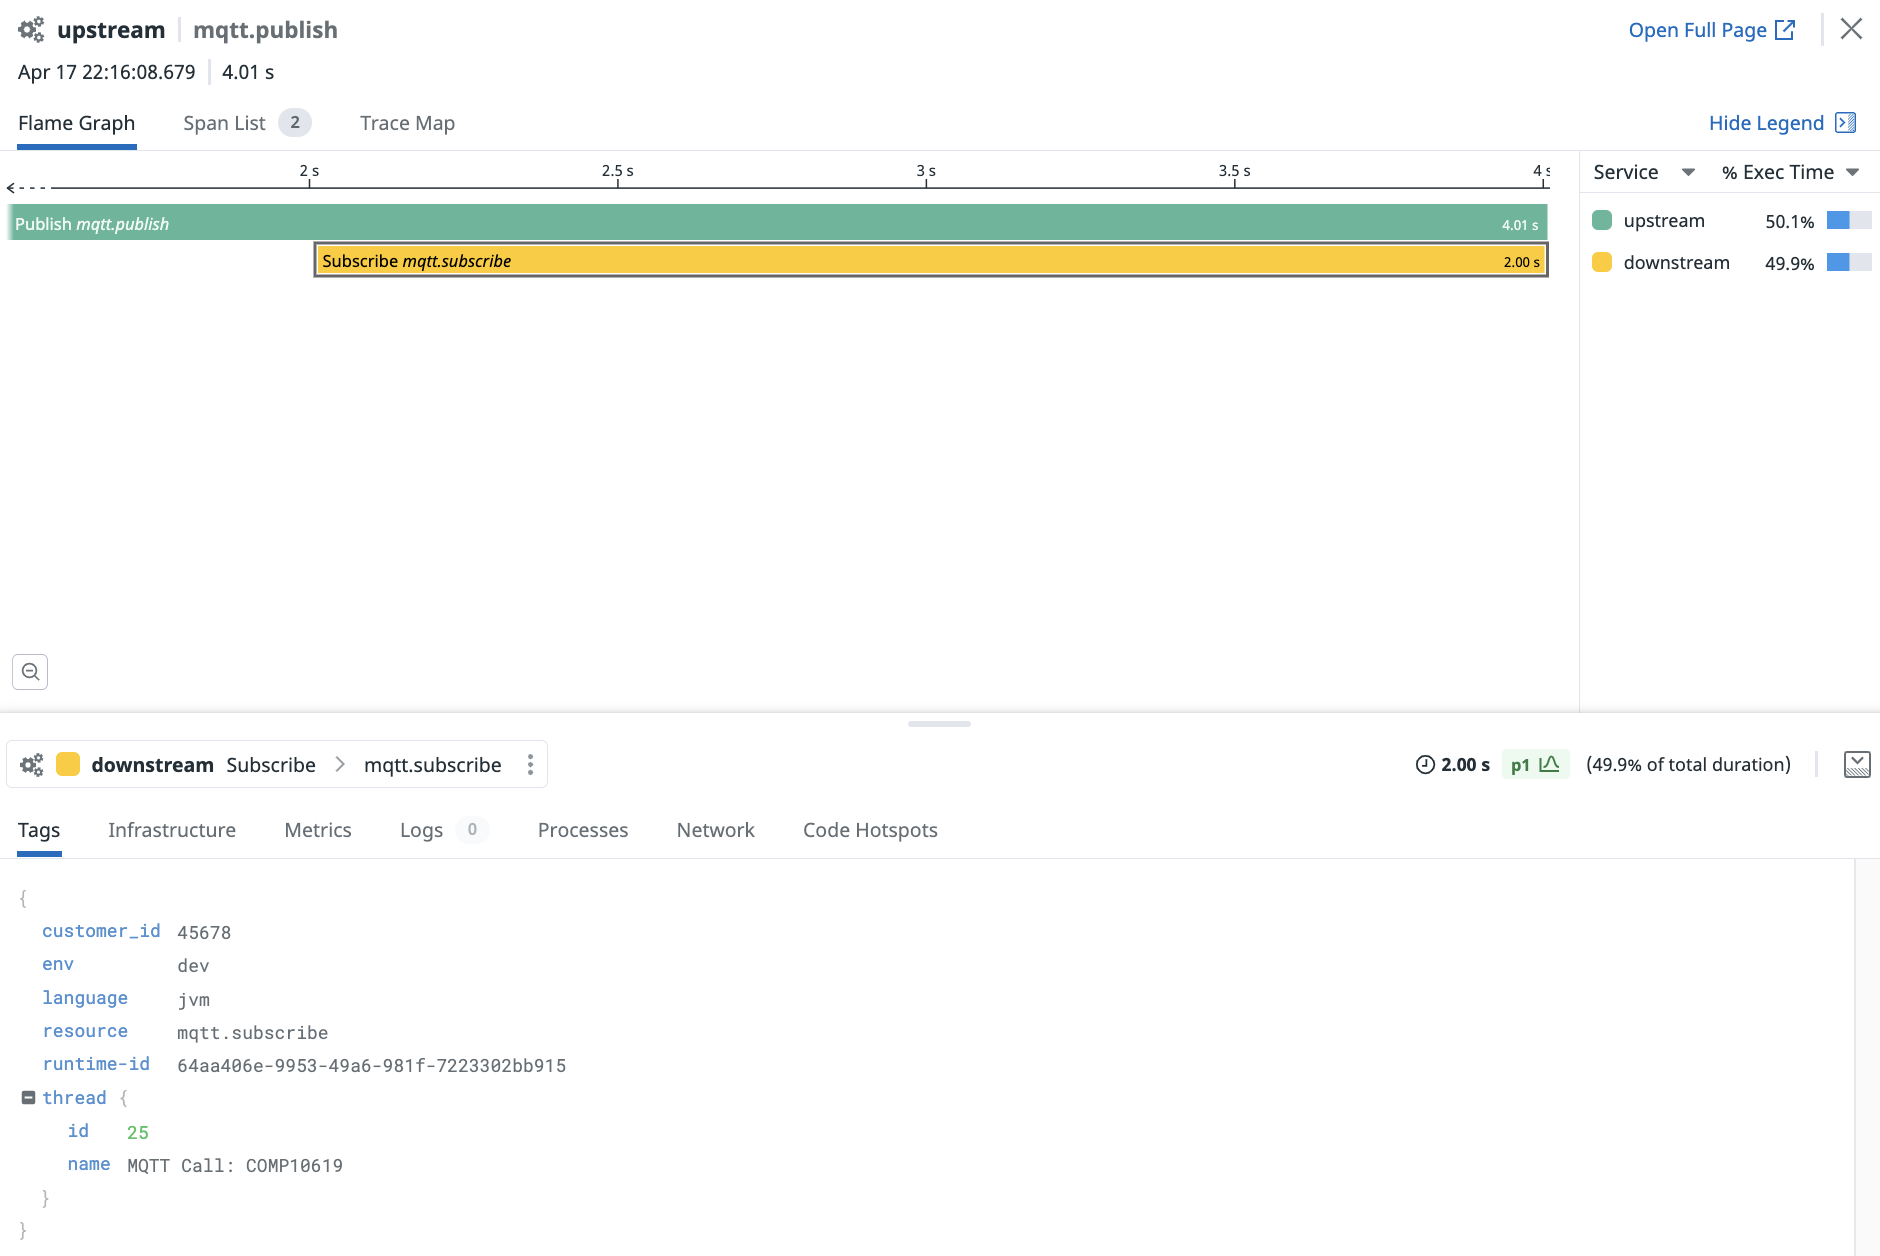 upstream mqtt.publish Open Full Page
Apr 17 22:16:08.679 4.01 s
Flame Graph Span List 2 Trace Map Hide Legend
2 s 2.5 s 3 s 3.5 s 4 s
Service % Exec Time
Publish mqtt.publish 4.01 s
upstream 50.1%
Subscribe mqtt.subscribe 2.00 s
downstream 49.9%
downstream Subscribe > mqtt.subscribe 2.00 s p1 (49.9% of total duration)
Tags Infrastructure Metrics Logs 0 Processes Network Code Hotspots
{
customer_id 45678
env dev
language jvm
resource mqtt.subscribe
runtime-id 64aa406e-9953-49a6-981f-7223302bb915
thread {
id 25
name MQTT Call: COMP10619
}
}